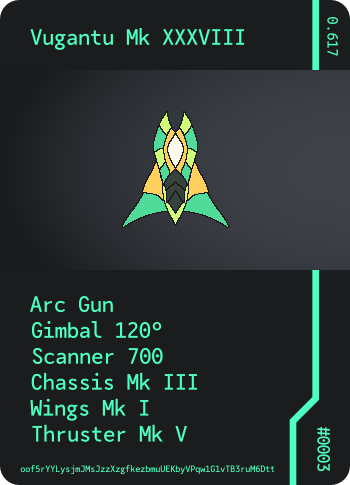 Vugantu Mk XXXVIII
0.617
Arc Gun
Gimbal 120°
Scanner 700
Chassis Mk III
Wings Mk I
Thruster Mk V
#0003
oof5rYYLysjmJMsJzzXzgfkezbmuUEKbyVPqw1G1vTB3ruM6Dtt